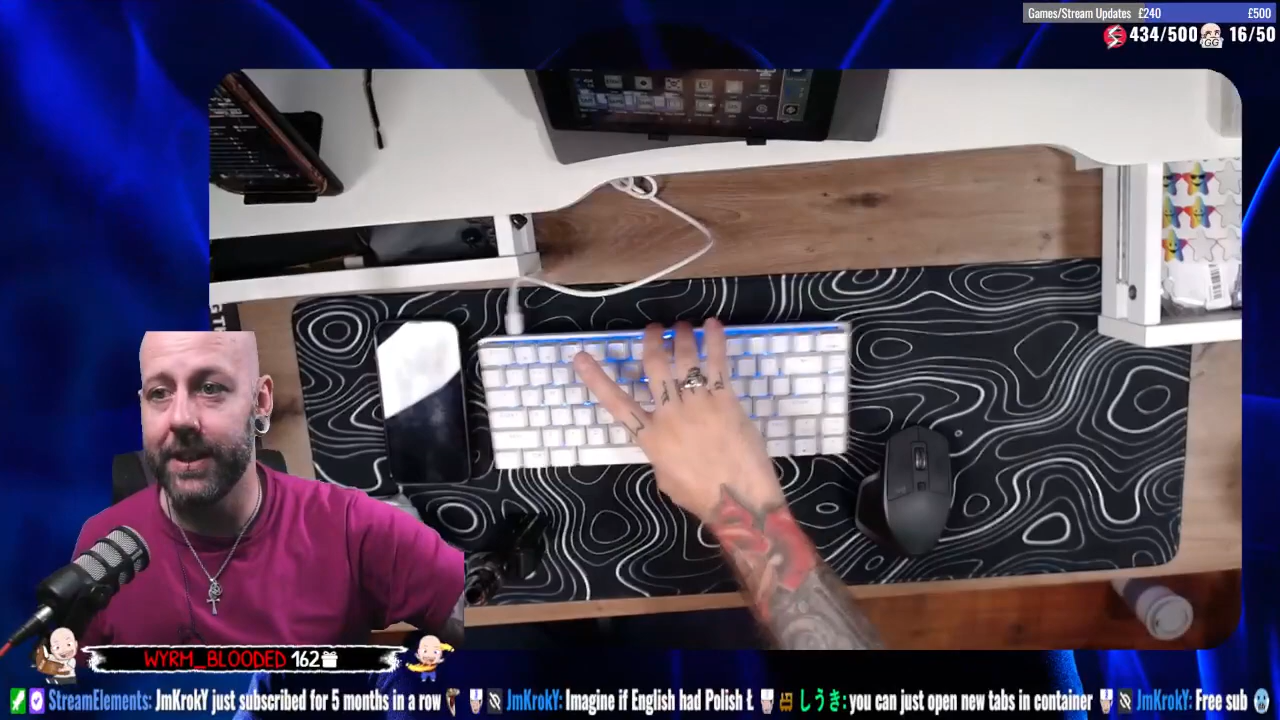 Games/Stream Updates £240 £500
434/500 GG 16/50
WYRM_BLOODED 162
StreamElements: JmKrokY just subscribed for 5 months in a row JmKrokY: Imagine if English had Polish Ł しうき: you can just open new tabs in container JmKrokY: Free sub